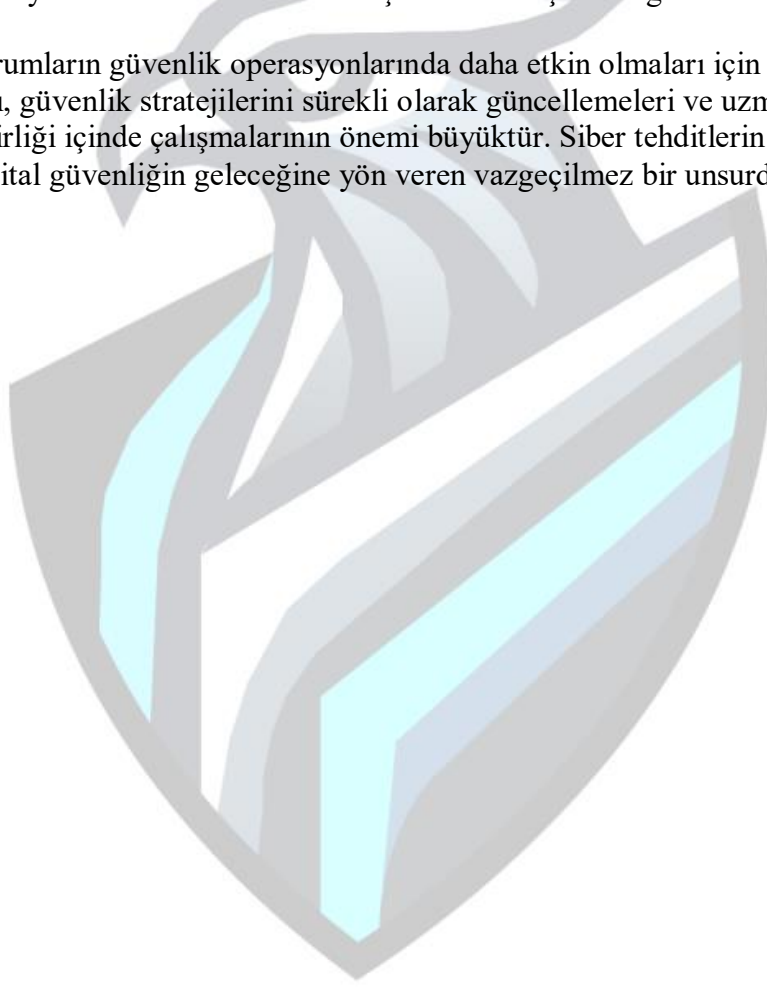 rumların güvenlik operasyonlarında daha etkin olmaları için
, güvenlik stratejilerini sürekli olarak güncellemeleri ve uzm
irliği içinde çalışmalarının önemi büyüktür. Siber tehditlerin
ital güvenliğin geleceğine yön veren vazgeçilmez bir unsurd